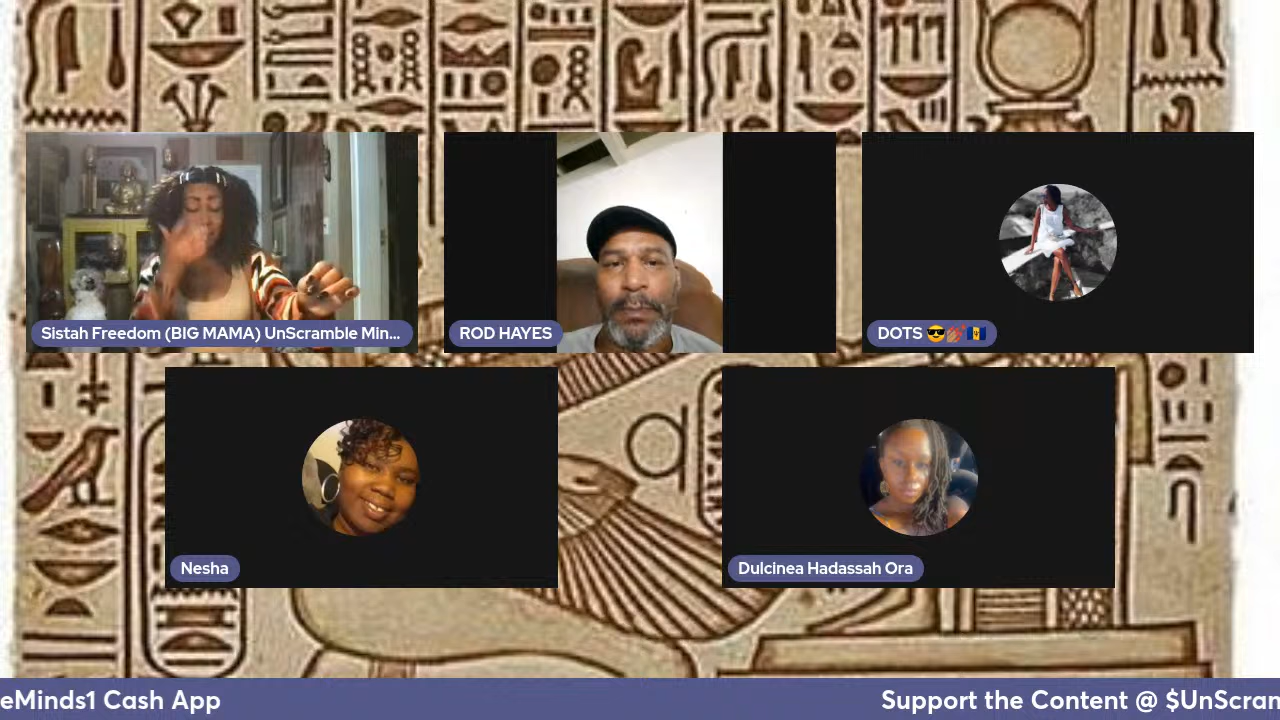 Sistah Freedom (BIG MAMA) UnScramble Min...
ROD HAYES
DOTS 😎💅🏾🇧🇧
Nesha
Dulcinea Hadassah Ora
eMinds1 Cash App
Support the Content @ $UnScran